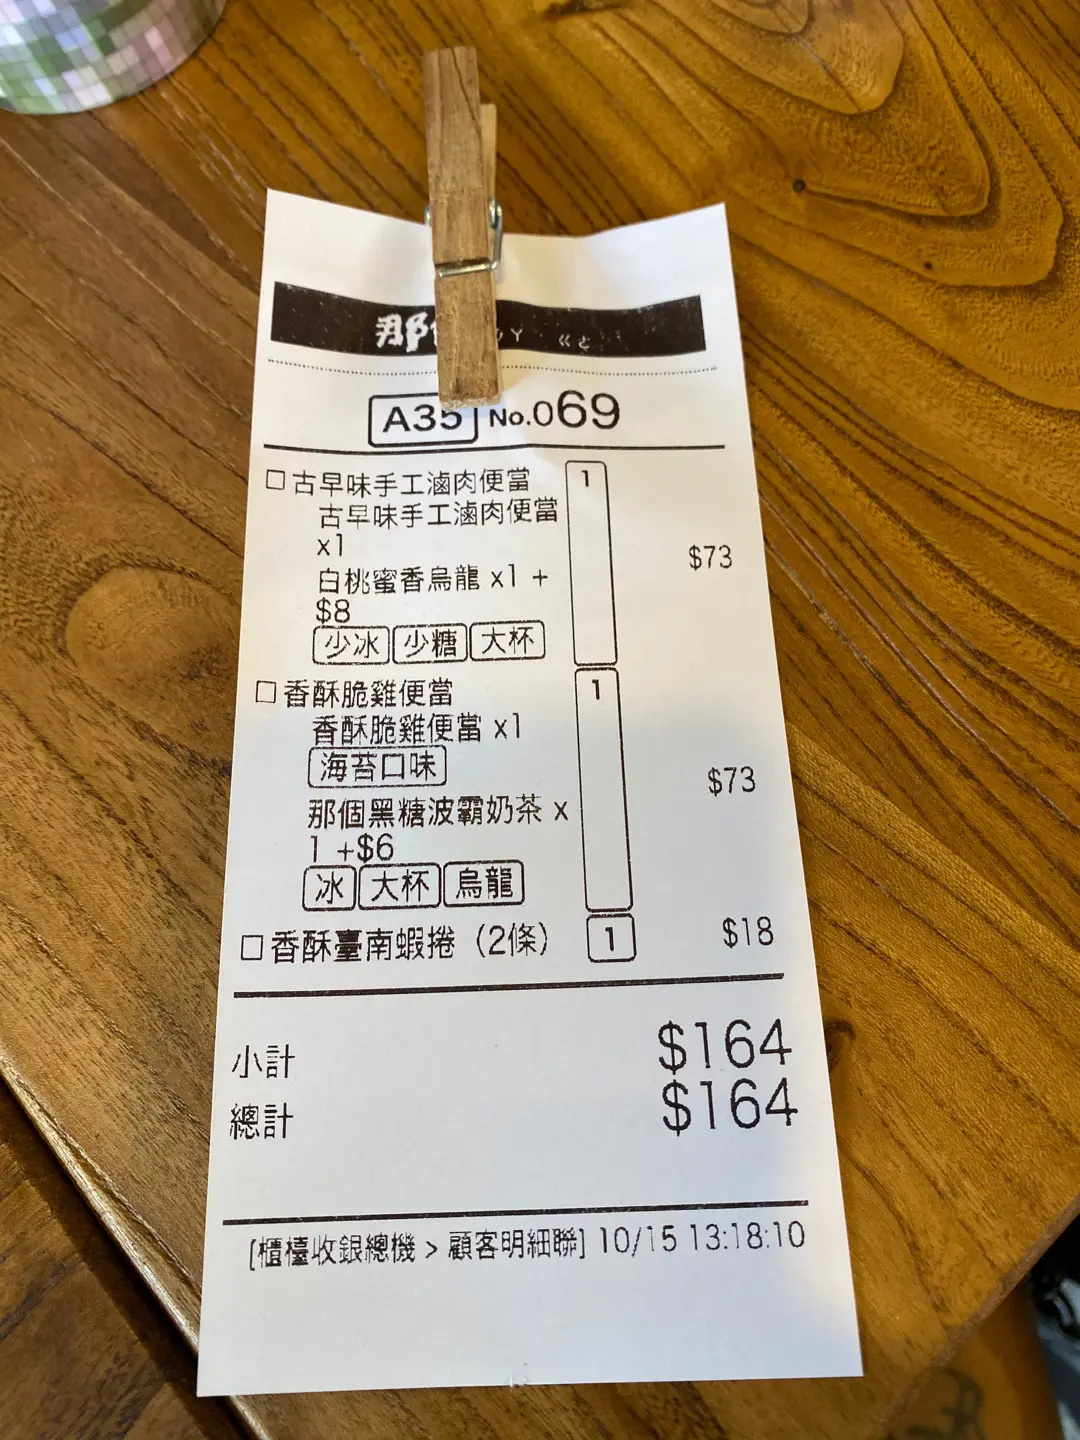 那
ㄚ ㄍㄜ
A35 No.069
□古早味手工滷肉便當 1
古早味手工滷肉便當
x1
$73
白桃蜜香烏龍 x1 +
$8
少冰 少糖 大杯
□ 香酥脆雞便當 1
香酥脆雞便當 x1
海苔口味
$73
那個黑糖波霸奶茶 x
1 +$6
冰 大杯 烏龍
□ 香酥臺南蝦捲（2條） 1 $18
小計 $164
總計 $164
[櫃檯收銀總機 > 顧客明細聯] 10/15 13:18:10